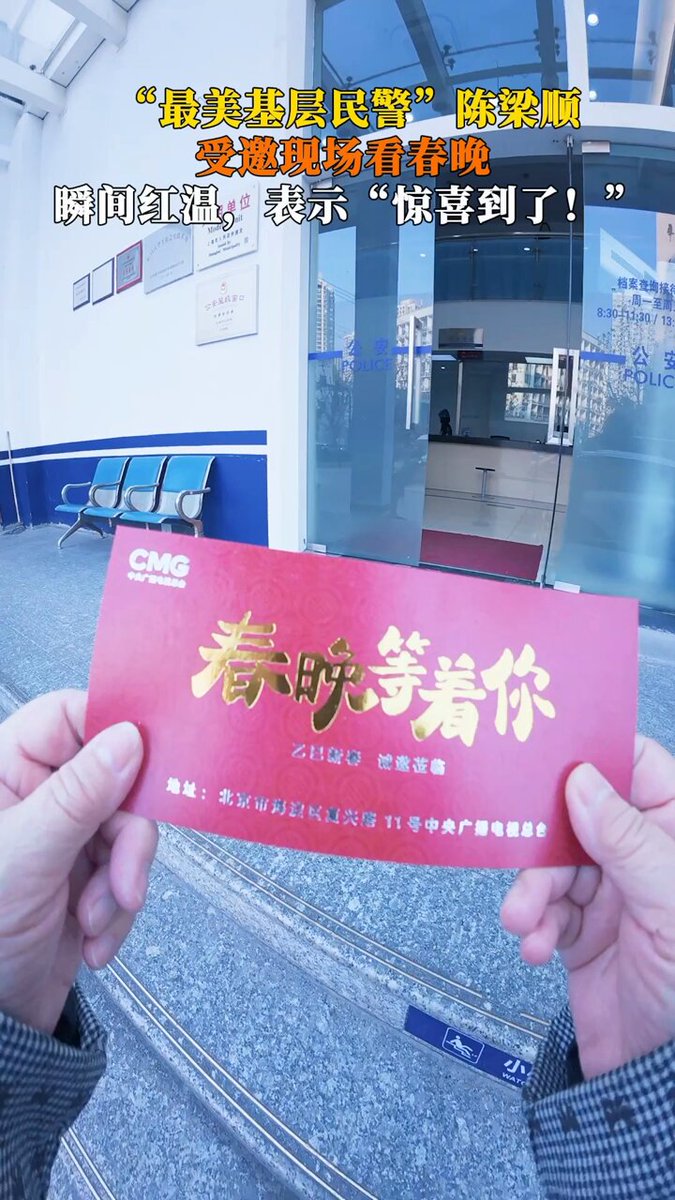 “最美基层民警”陈梁顺
受邀现场看春晚
瞬间红温，表示“惊喜到了！”
单位
档案查询接待
周一至周
8:30-11:30 / 13:
公安
POLICE
公安
POLICE
CMG
中央广播电视总台
春晚等着你
乙巳新春 诚邀莅临
地址：北京市海淀区复兴路11号中央广播电视总台
小
WATC